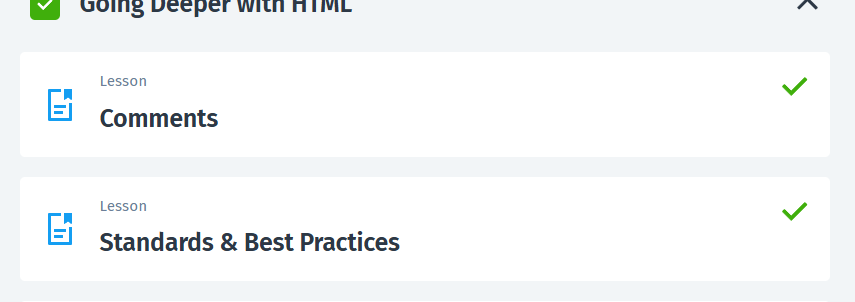 Going Deeper with HTML
Lesson
Comments
Lesson
Standards & Best Practices